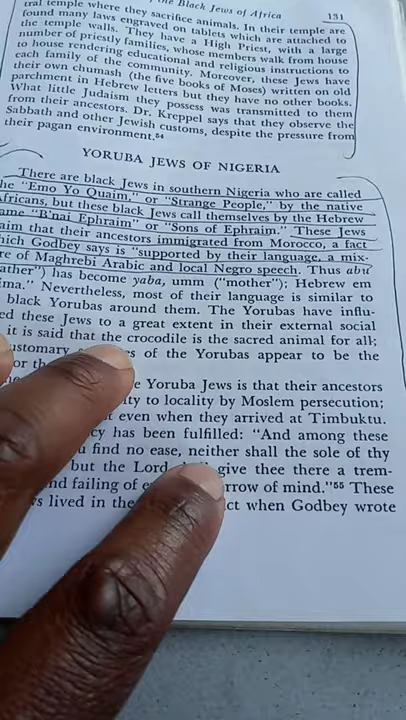 the Black Jews of Africa 131
tral temple where they sacrifice animals. In their temple are
found many laws engraved on tablets which are attached to
the temple walls. They have a High Priest, with a large
number of priestly families, whose members walk from house
to house rendering educational and religious instructions to
each family of the community. Moreover, these Jews have
their own chumash (the five books of Moses) written on old
parchment in Hebrew letters but they have no other books.
What little Judaism they possess was transmitted to them
from their ancestors. Dr. Kreppel says that they observe the
Sabbath and other Jewish customs, despite the pressure from
their pagan environment.⁵⁴
YORUBA JEWS OF NIGERIA
There are black Jews in southern Nigeria who are called
he "Emo Yo Quaim," or "Strange People," by the native
fricans, but these black Jews call themselves by the Hebrew
ame "B'nai Ephraim" or "Sons of Ephraim." These Jews
aim that their ancestors immigrated from Morocco, a fact
hich Godbey says is "supported by their language, a mix-
re of Maghrebi Arabic and local Negro speech. Thus abu
ather") has become yaba, umm ("mother"); Hebrew em
ima." Nevertheless, most of their language is similar to
black Yorubas around them. The Yorubas have influ-
ed these Jews to a great extent in their external social
it is said that the crocodile is the sacred animal for all;
ustomary es of the Yorubas appear to be the
or th
e Yoruba Jews is that their ancestors
ity to locality by Moslem persecution;
t even when they arrived at Timbuktu.
cy has been fulfilled: "And among these
u find no ease, neither shall the sole of thy
but the Lord give thee there a trem-
nd failing of e rrow of mind."⁵⁵ These
s lived in the ct when Godbey wrote